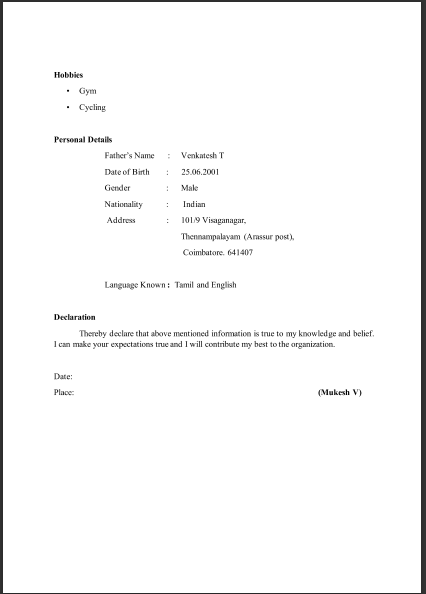 Hobbies
• Gym
• Cycling
Personal Details
Father's Name : Venkatesh T
Date of Birth : 25.06.2001
Gender : Male
Nationality : Indian
Address : 101/9 Visaganagar,
Thennampalayam (Arassur post),
Coimbatore. 641407
Language Known : Tamil and English
Declaration
Thereby declare that above mentioned information is true to my knowledge and belief.
I can make your expectations true and I will contribute my best to the organization.
Date:
Place: (Mukesh V)